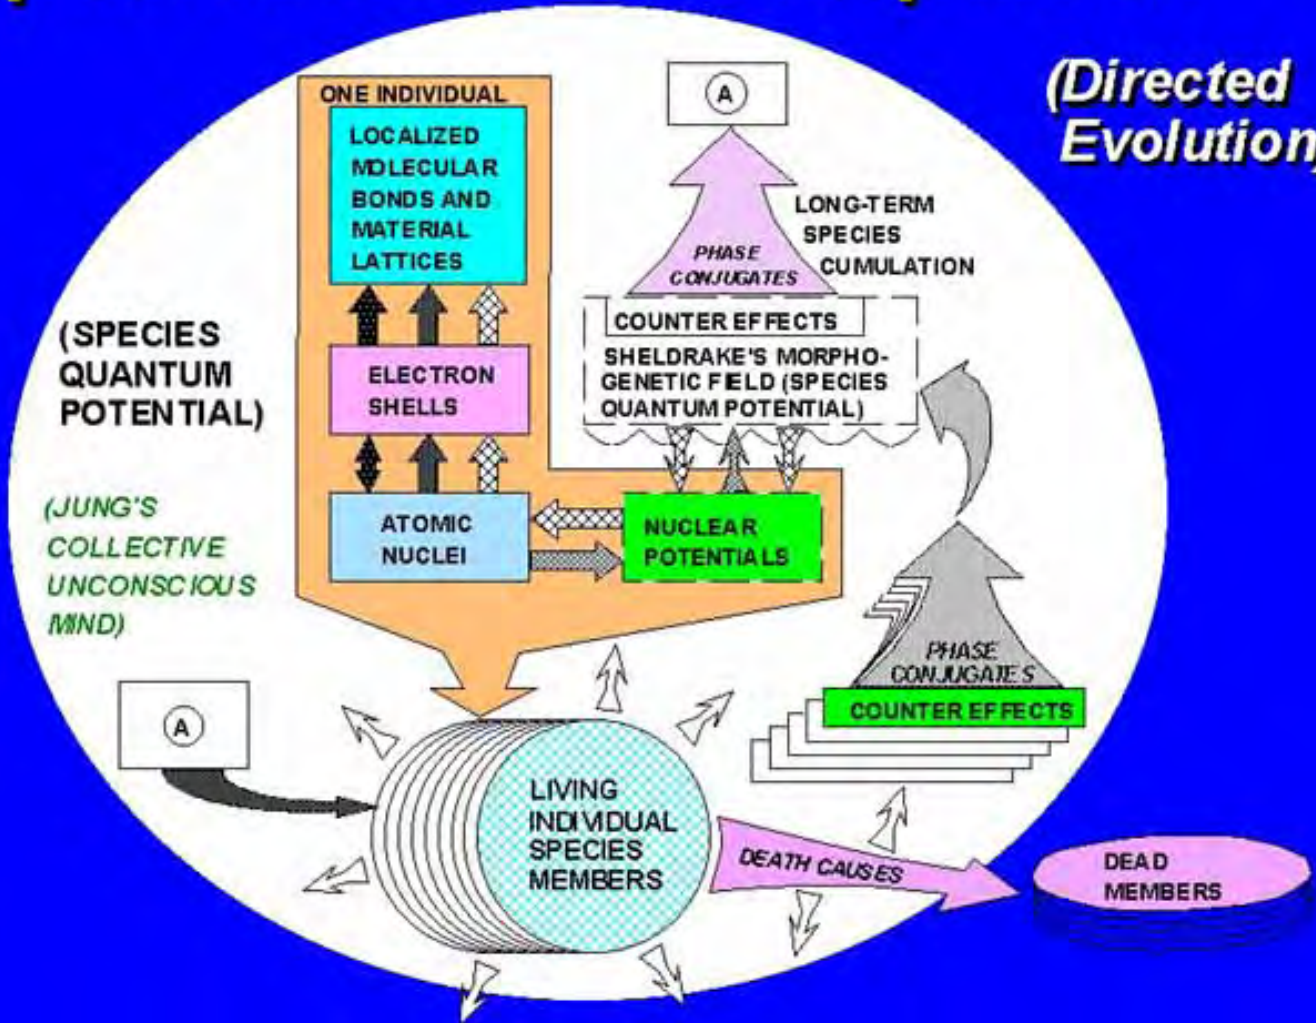 (Directed
Evolution)
ONE INDIVIDUAL
LOCALIZED
MOLECULAR
BONDS AND
MATERIAL
LATTICES
ELECTRON
SHELLS
ATOMIC
NUCLEI
NUCLEAR
POTENTIALS
A
PHASE
CONJUGATES
LONG-TERM
SPECIES
CUMULATION
COUNTER EFFECTS
SHELDRAKE'S MORPHO-
GENETIC FIELD (SPECIES
QUANTUM POTENTIAL)
(SPECIES
QUANTUM
POTENTIAL)
(JUNG'S
COLLECTIVE
UNCONSCIOUS
MIND)
PHASE
CONJUGATES
COUNTER EFFECTS
A
LIVING
INDIVIDUAL
SPECIES
MEMBERS
DEATH CAUSES
DEAD
MEMBERS